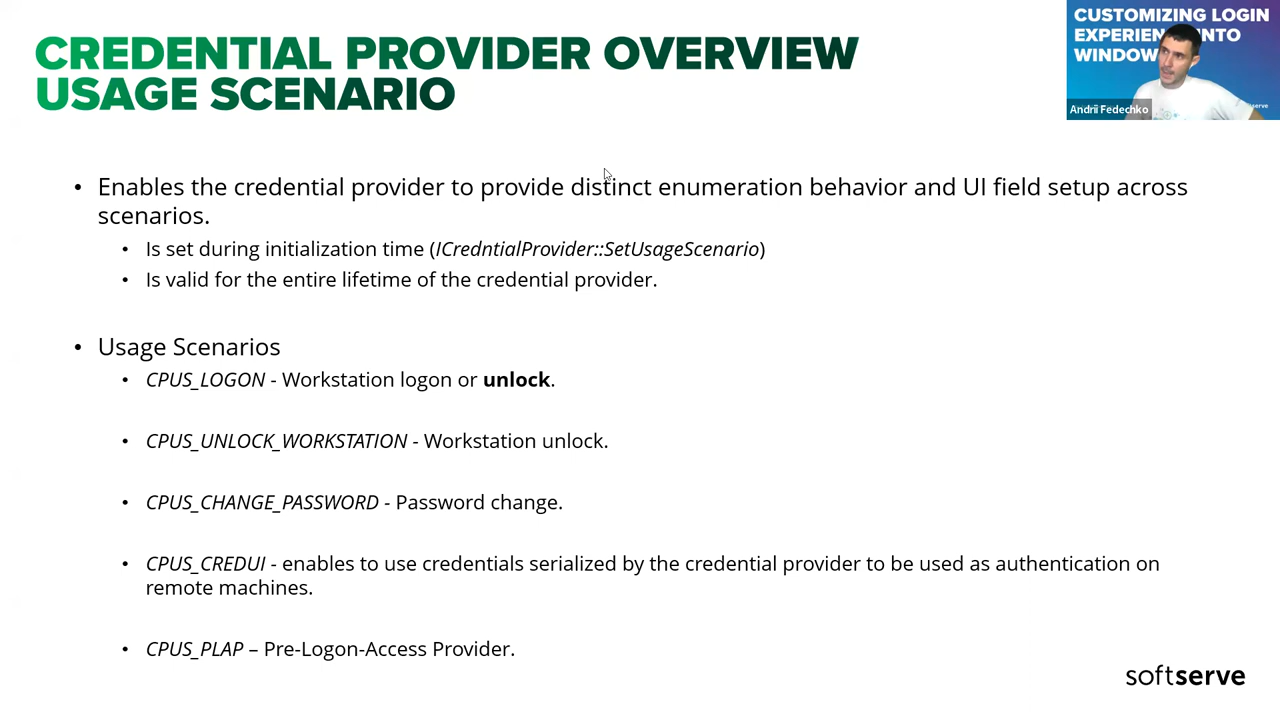 CREDENTIAL PROVIDER OVERVIEW
USAGE SCENARIO
CUSTOMIZING LOGIN
EXPERIEN NTO
WINDOW
Andrii Fedechko
serve
• Enables the credential provider to provide distinct enumeration behavior and UI field setup across
scenarios.
• Is set during initialization time (ICredntialProvider::SetUsageScenario)
• Is valid for the entire lifetime of the credential provider.
• Usage Scenarios
• CPUS_LOGON - Workstation logon or unlock.
• CPUS_UNLOCK_WORKSTATION - Workstation unlock.
• CPUS_CHANGE_PASSWORD - Password change.
• CPUS_CREDUI - enables to use credentials serialized by the credential provider to be used as authentication on
remote machines.
• CPUS_PLAP – Pre-Logon-Access Provider.
softserve